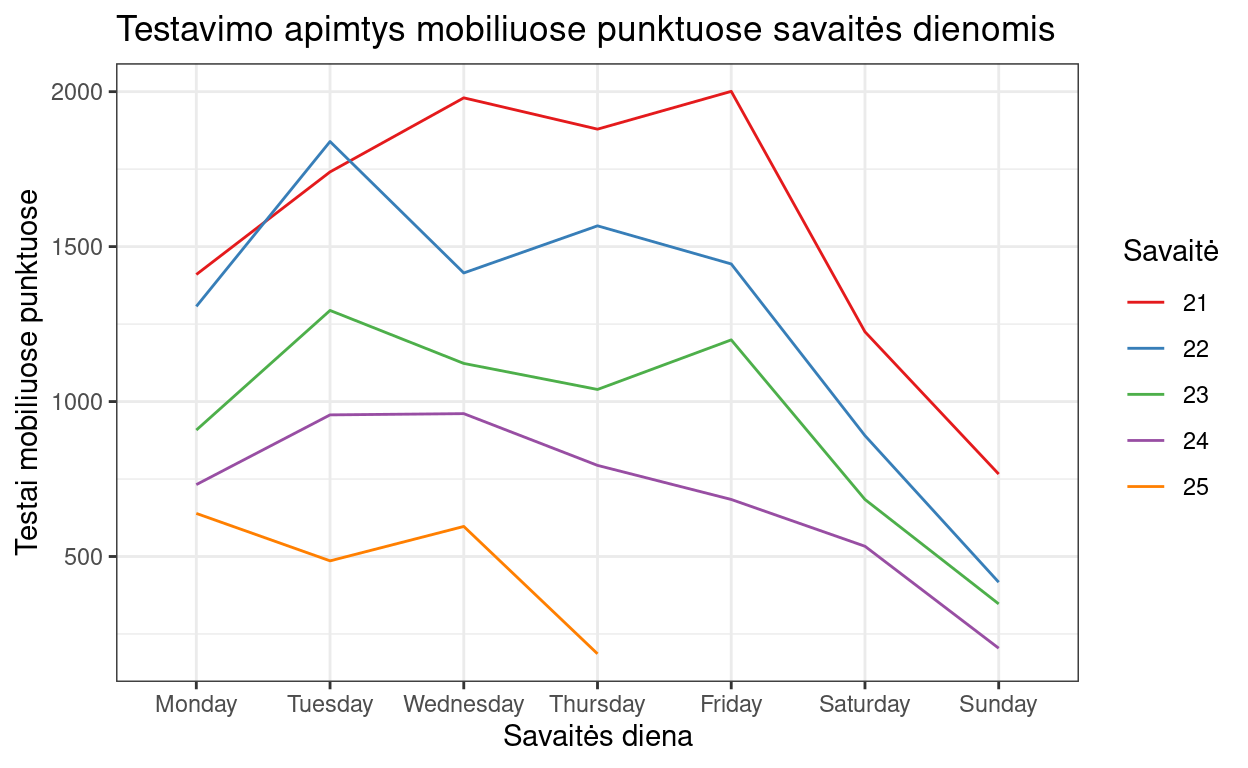 Testavimo apimtys mobiliuose punktuose savaitės dienomis
Testai mobiliuose punktuose
2000
1500
1000
500
Monday Tuesday Wednesday Thursday Friday Saturday Sunday
Savaitės diena
Savaitė
21
22
23
24
25